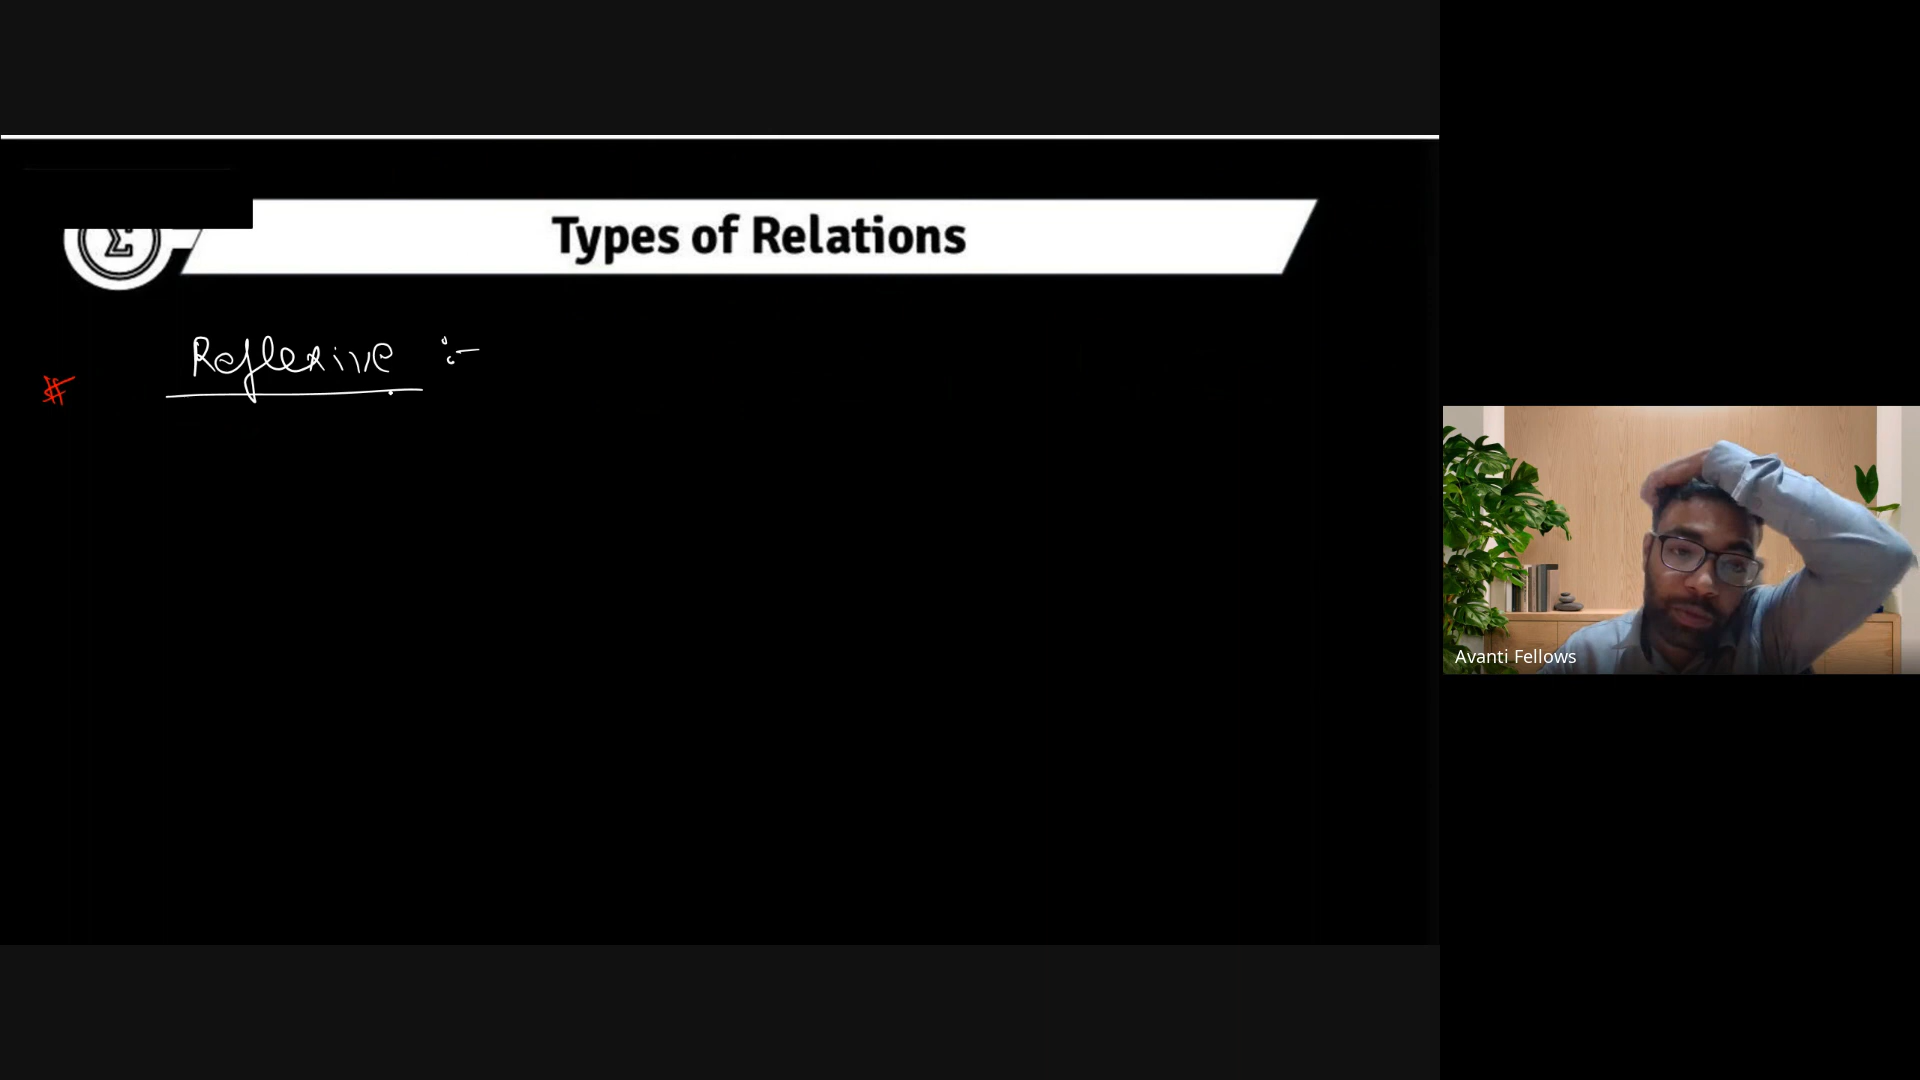 Types of Relations
Reflexive :-
Avanti Fellows